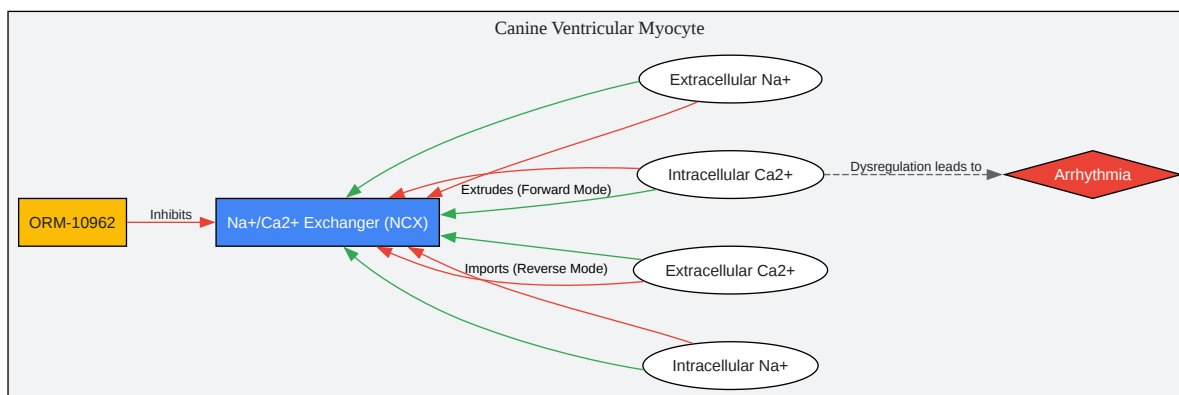 Canine Ventricular Myocyte
Extracellular Na+
Intracellular Ca2+
Dysregulation leads to
Arrhythmia
Extrudes (Forward Mode)
ORM-10962
Inhibits
Na+/Ca2+ Exchanger (NCX)
Imports (Reverse Mode)
Extracellular Ca2+
Intracellular Na+